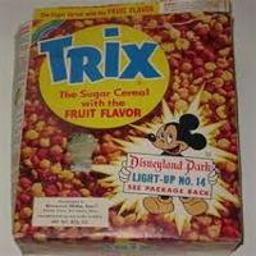 The Sugar Cereal with the FRUIT FLAVOR
TRIX
The Sugar Cereal
with the
FRUIT FLAVOR
Disneyland Park
LIGHT-UP NO. 14
SEE PACKAGE BACK